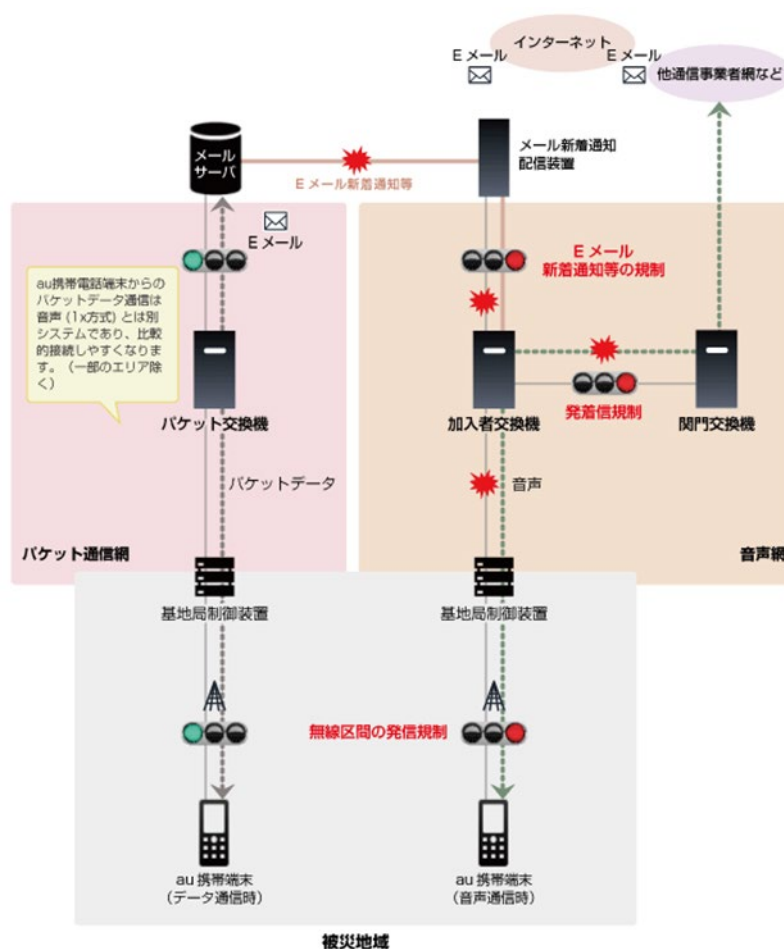 インターネット
Eメール
Eメール
他通信事業者網など
メール
サーバ
メール新着通知
配信装置
Eメール新着通知等
Eメール
Eメール
新着通知等の規制
au携帯電話端末からの
パケットデータ通信は
音声(1x方式)とは別
システムであり、比較
的接続しやすくなりま
す。(一部のエリア除
く)
パケット交換機
加入者交換機
発着信規制
関門交換機
パケットデータ
音声
パケット通信網
音声網
基地局制御装置
基地局制御装置
無線区間の発信規制
au携帯端末
(データ通信時)
au携帯端末
(音声通信時)
被災地域